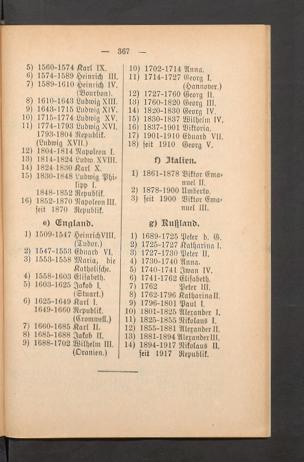 — 367 —
5) 1560-1574 Karl IX.
6) 1574-1589 Heinrich III.
7) 1589-1610 Heinrich IV.
(Bourbon.)
8) 1610-1643 Ludwig XIII.
9) 1643-1715 Ludwig XIV.
10) 1715-1774 Ludwig XV.
11) 1774-1793 Ludwig XVI.
1793-1804 Republik.
(Ludwig XVII.)
12) 1804-1814 Napoleon I.
13) 1814-1824 Ludw. XVIII.
14) 1824-1830 Karl X.
15) 1830-1848 Ludwig Phi-
lipp I.
1848-1852 Republik.
16) 1852-1870 Napoleon III.
seit 1870 Republik.
e) England.
1) 1509-1547 Heinrich VIII.
(Tudor.)
2) 1547-1553 Eduard VI.
3) 1553-1558 Maria, die
Katholische.
4) 1558-1603 Elisabeth.
5) 1603-1625 Jakob I.
(Stuart.)
6) 1625-1649 Karl I.
1649-1660 Republik.
(Cromwell.)
7) 1660-1685 Karl II.
8) 1685-1688 Jakob II.
9) 1688-1702 Wilhelm III.
(Oranien.)
10) 1702-1714 Anna.
11) 1714-1727 Georg I.
(Hannover.)
12) 1727-1760 Georg II.
13) 1760-1820 Georg III.
14) 1820-1830 Georg IV.
15) 1830-1837 Wilhelm IV.
16) 1837-1901 Viktoria.
17) 1901-1910 Eduard VII.
18) seit 1910 Georg V.
f) Italien.
1) 1861-1878 Viktor Ema-
nuel II.
2) 1878-1900 Umberto.
3) seit 1900 Viktor Ema-
nuel III.
g) Rußland.
1) 1689-1725 Peter d. G.
2) 1725-1727 Katharina I.
3) 1727-1730 Peter II.
4) 1730-1740 Anna.
5) 1740-1741 Iwan IV.
6) 1741-1762 Elisabeth.
7) 1762 Peter III.
8) 1762-1796 Katharina II.
9) 1796-1801 Paul I.
10) 1801-1825 Alexander I.
11) 1825-1855 Nikolaus I.
12) 1855-1881 Alexander II.
13) 1881-1894 Alexander III.
14) 1894-1917 Nikolaus II.
seit 1917 Republik.